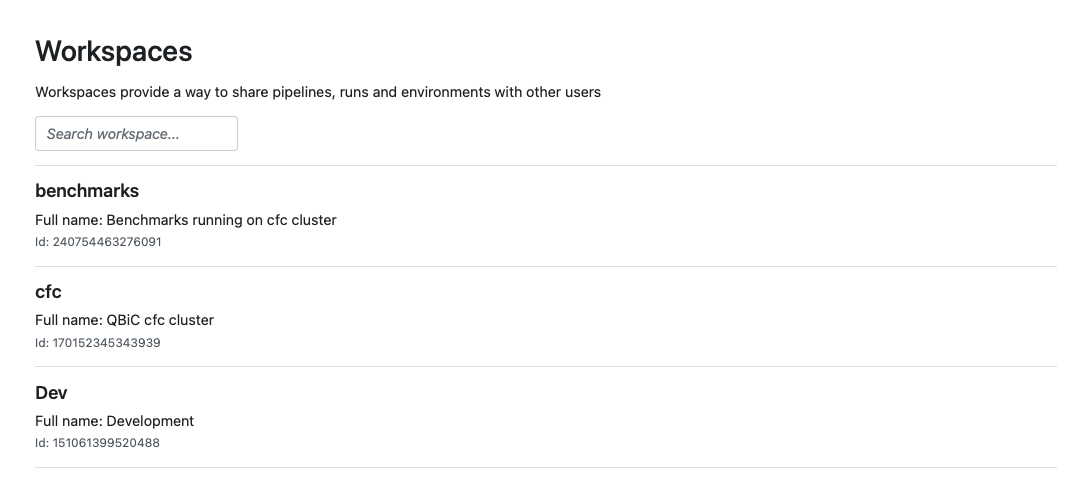 Workspaces
Workspaces provide a way to share pipelines, runs and environments with other users
Search workspace...
benchmarks
Full name: Benchmarks running on cfc cluster
Id: 240754463276091
cfc
Full name: QBiC cfc cluster
Id: 170152345343939
Dev
Full name: Development
Id: 151061399520488